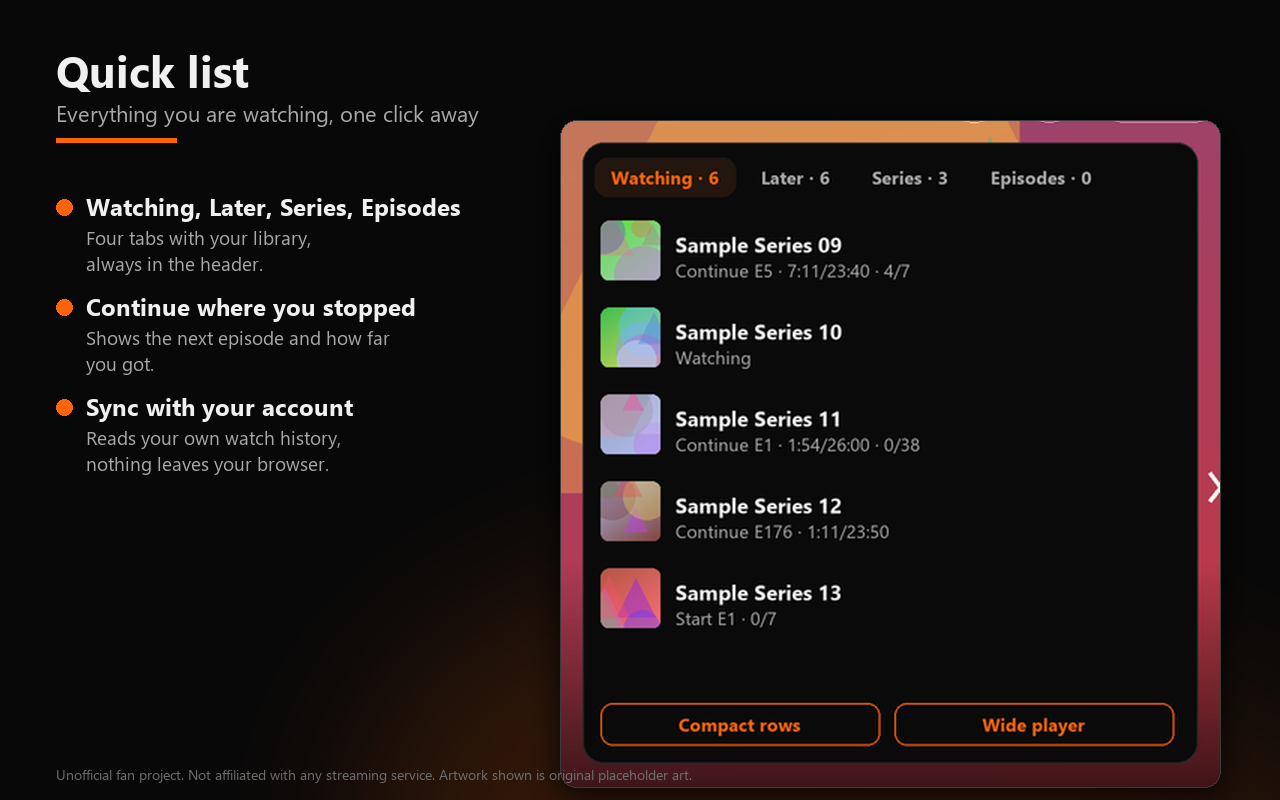 Quick list
Everything you are watching, one click away
Watching, Later, Series, Episodes
Four tabs with your library,
always in the header.
Continue where you stopped
Shows the next episode and how far
you got.
Sync with your account
Reads your own watch history,
nothing leaves your browser.
Watching · 6 Later · 6 Series · 3 Episodes · 0
Sample Series 09
Continue E5 · 7:11/23:40 · 4/7
Sample Series 10
Watching
Sample Series 11
Continue E1 · 1:54/26:00 · 0/38
Sample Series 12
Continue E176 · 1:11/23:50
Sample Series 13
Start E1 · 0/7
Compact rows Wide player
Unofficial fan project. Not affiliated with any streaming service. Artwork shown is original placeholder art.